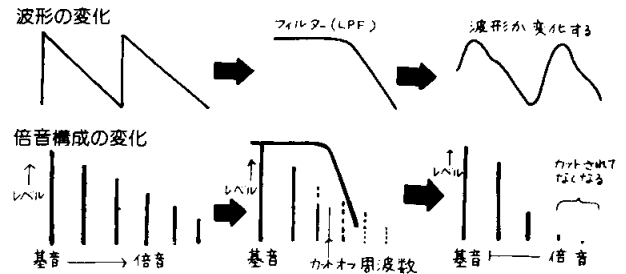 波形の変化
フィルター(LPF)
波形が変化する
倍音構成の変化
↑
レベル
基音 → 倍音
↑
レベル
基音
カットオフ周波数
↑
レベル
カットされて
なくなる
基音 倍音